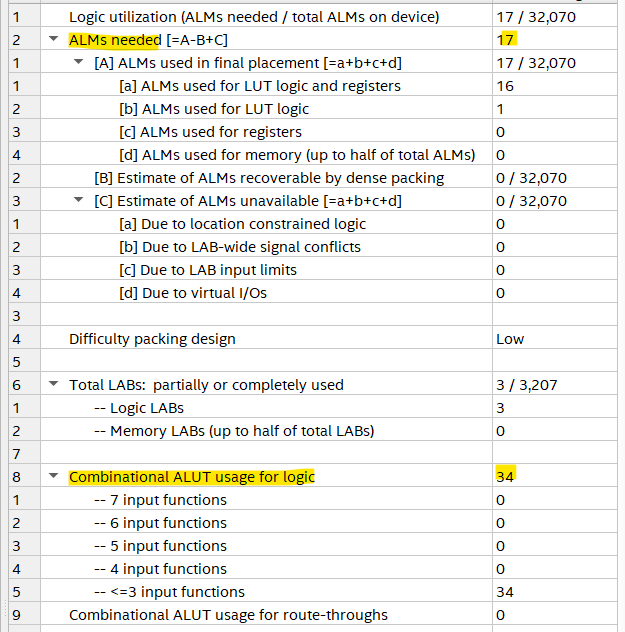 1 Logic utilization (ALMs needed / total ALMs on device) 17 / 32,070
2 ALMs needed [=A-B+C] 17
1 [A] ALMs used in final placement [=a+b+c+d] 17 / 32,070
1 [a] ALMs used for LUT logic and registers 16
2 [b] ALMs used for LUT logic 1
3 [c] ALMs used for registers 0
4 [d] ALMs used for memory (up to half of total ALMs) 0
2 [B] Estimate of ALMs recoverable by dense packing 0 / 32,070
3 [C] Estimate of ALMs unavailable [=a+b+c+d] 0 / 32,070
1 [a] Due to location constrained logic 0
2 [b] Due to LAB-wide signal conflicts 0
3 [c] Due to LAB input limits 0
4 [d] Due to virtual I/Os 0
3
4 Difficulty packing design Low
5
6 Total LABs: partially or completely used 3 / 3,207
1 -- Logic LABs 3
2 -- Memory LABs (up to half of total LABs) 0
7
8 Combinational ALUT usage for logic 34
1 -- 7 input functions 0
2 -- 6 input functions 0
3 -- 5 input functions 0
4 -- 4 input functions 0
5 -- <=3 input functions 34
9 Combinational ALUT usage for route-throughs 0